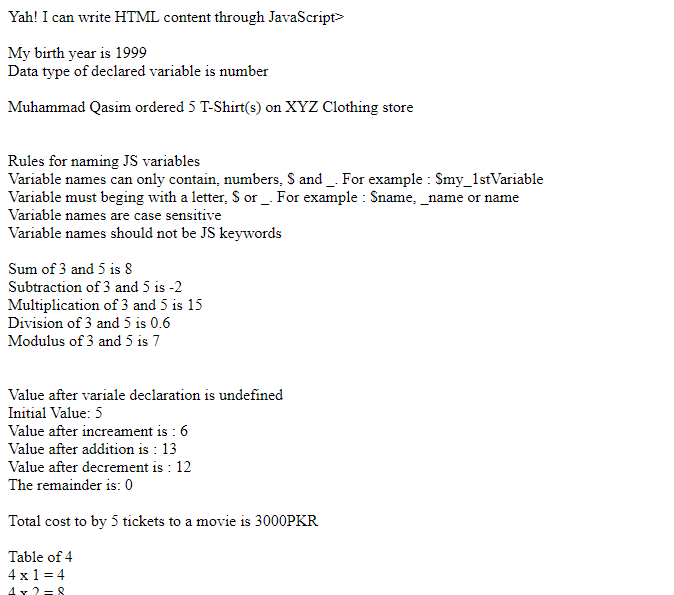 Yah! I can write HTML content through JavaScript>
My birth year is 1999
Data type of declared variable is number
Muhammad Qasim ordered 5 T-Shirt(s) on XYZ Clothing store
Rules for naming JS variables
Variable names can only contain, numbers, $ and _. For example : $my_1stVariable
Variable must beging with a letter, $ or _. For example : $name, _name or name
Variable names are case sensitive
Variable names should not be JS keywords
Sum of 3 and 5 is 8
Subtraction of 3 and 5 is -2
Multiplication of 3 and 5 is 15
Division of 3 and 5 is 0.6
Modulus of 3 and 5 is 7
Value after variale declaration is undefined
Initial Value: 5
Value after increament is : 6
Value after addition is : 13
Value after decrement is : 12
The remainder is: 0
Total cost to by 5 tickets to a movie is 3000PKR
Table of 4
4 x 1 = 4
4 x 2 = 8